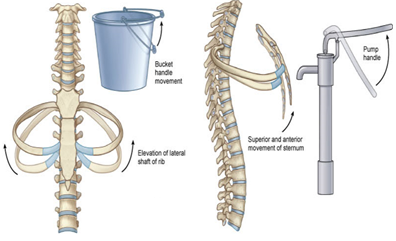 Bucket
handle
movement
Elevation of lateral
shaft of rib
Superior and anterior
movement of sternum
Pump
handle